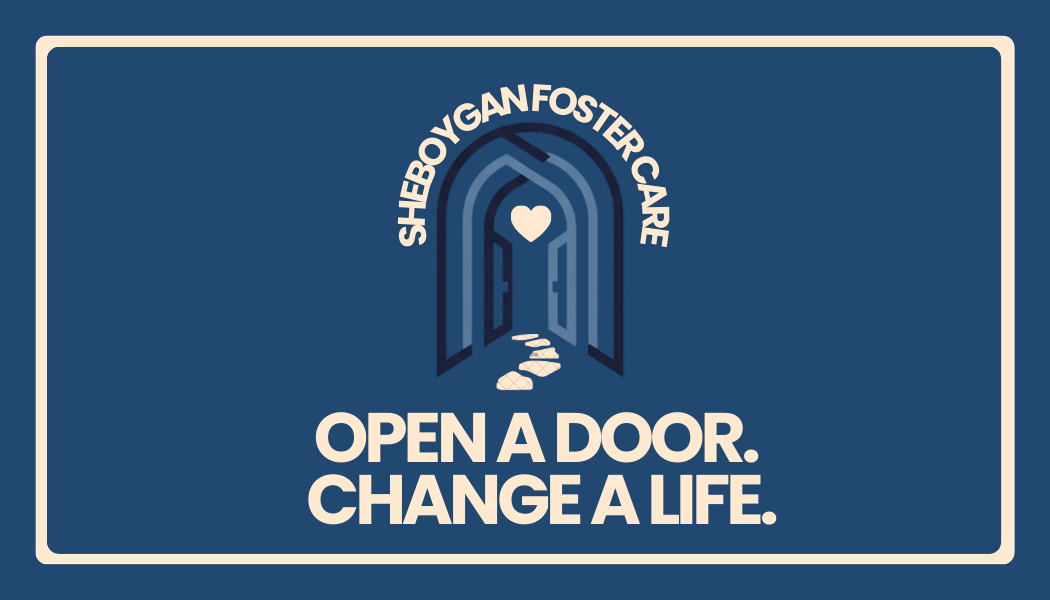 SHEBOYGAN FOSTER CARE
OPEN A DOOR.
CHANGE A LIFE.